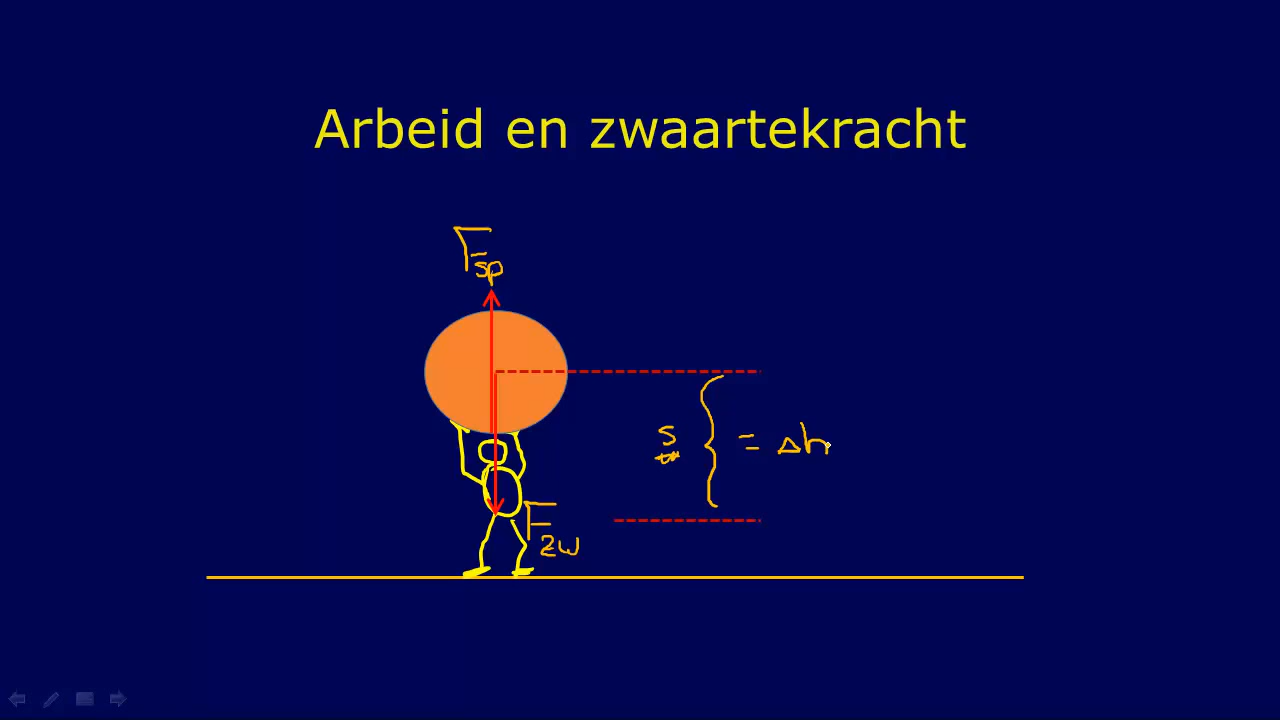 Arbeid en zwaartekracht
Fsp
s = Δh
Fzw